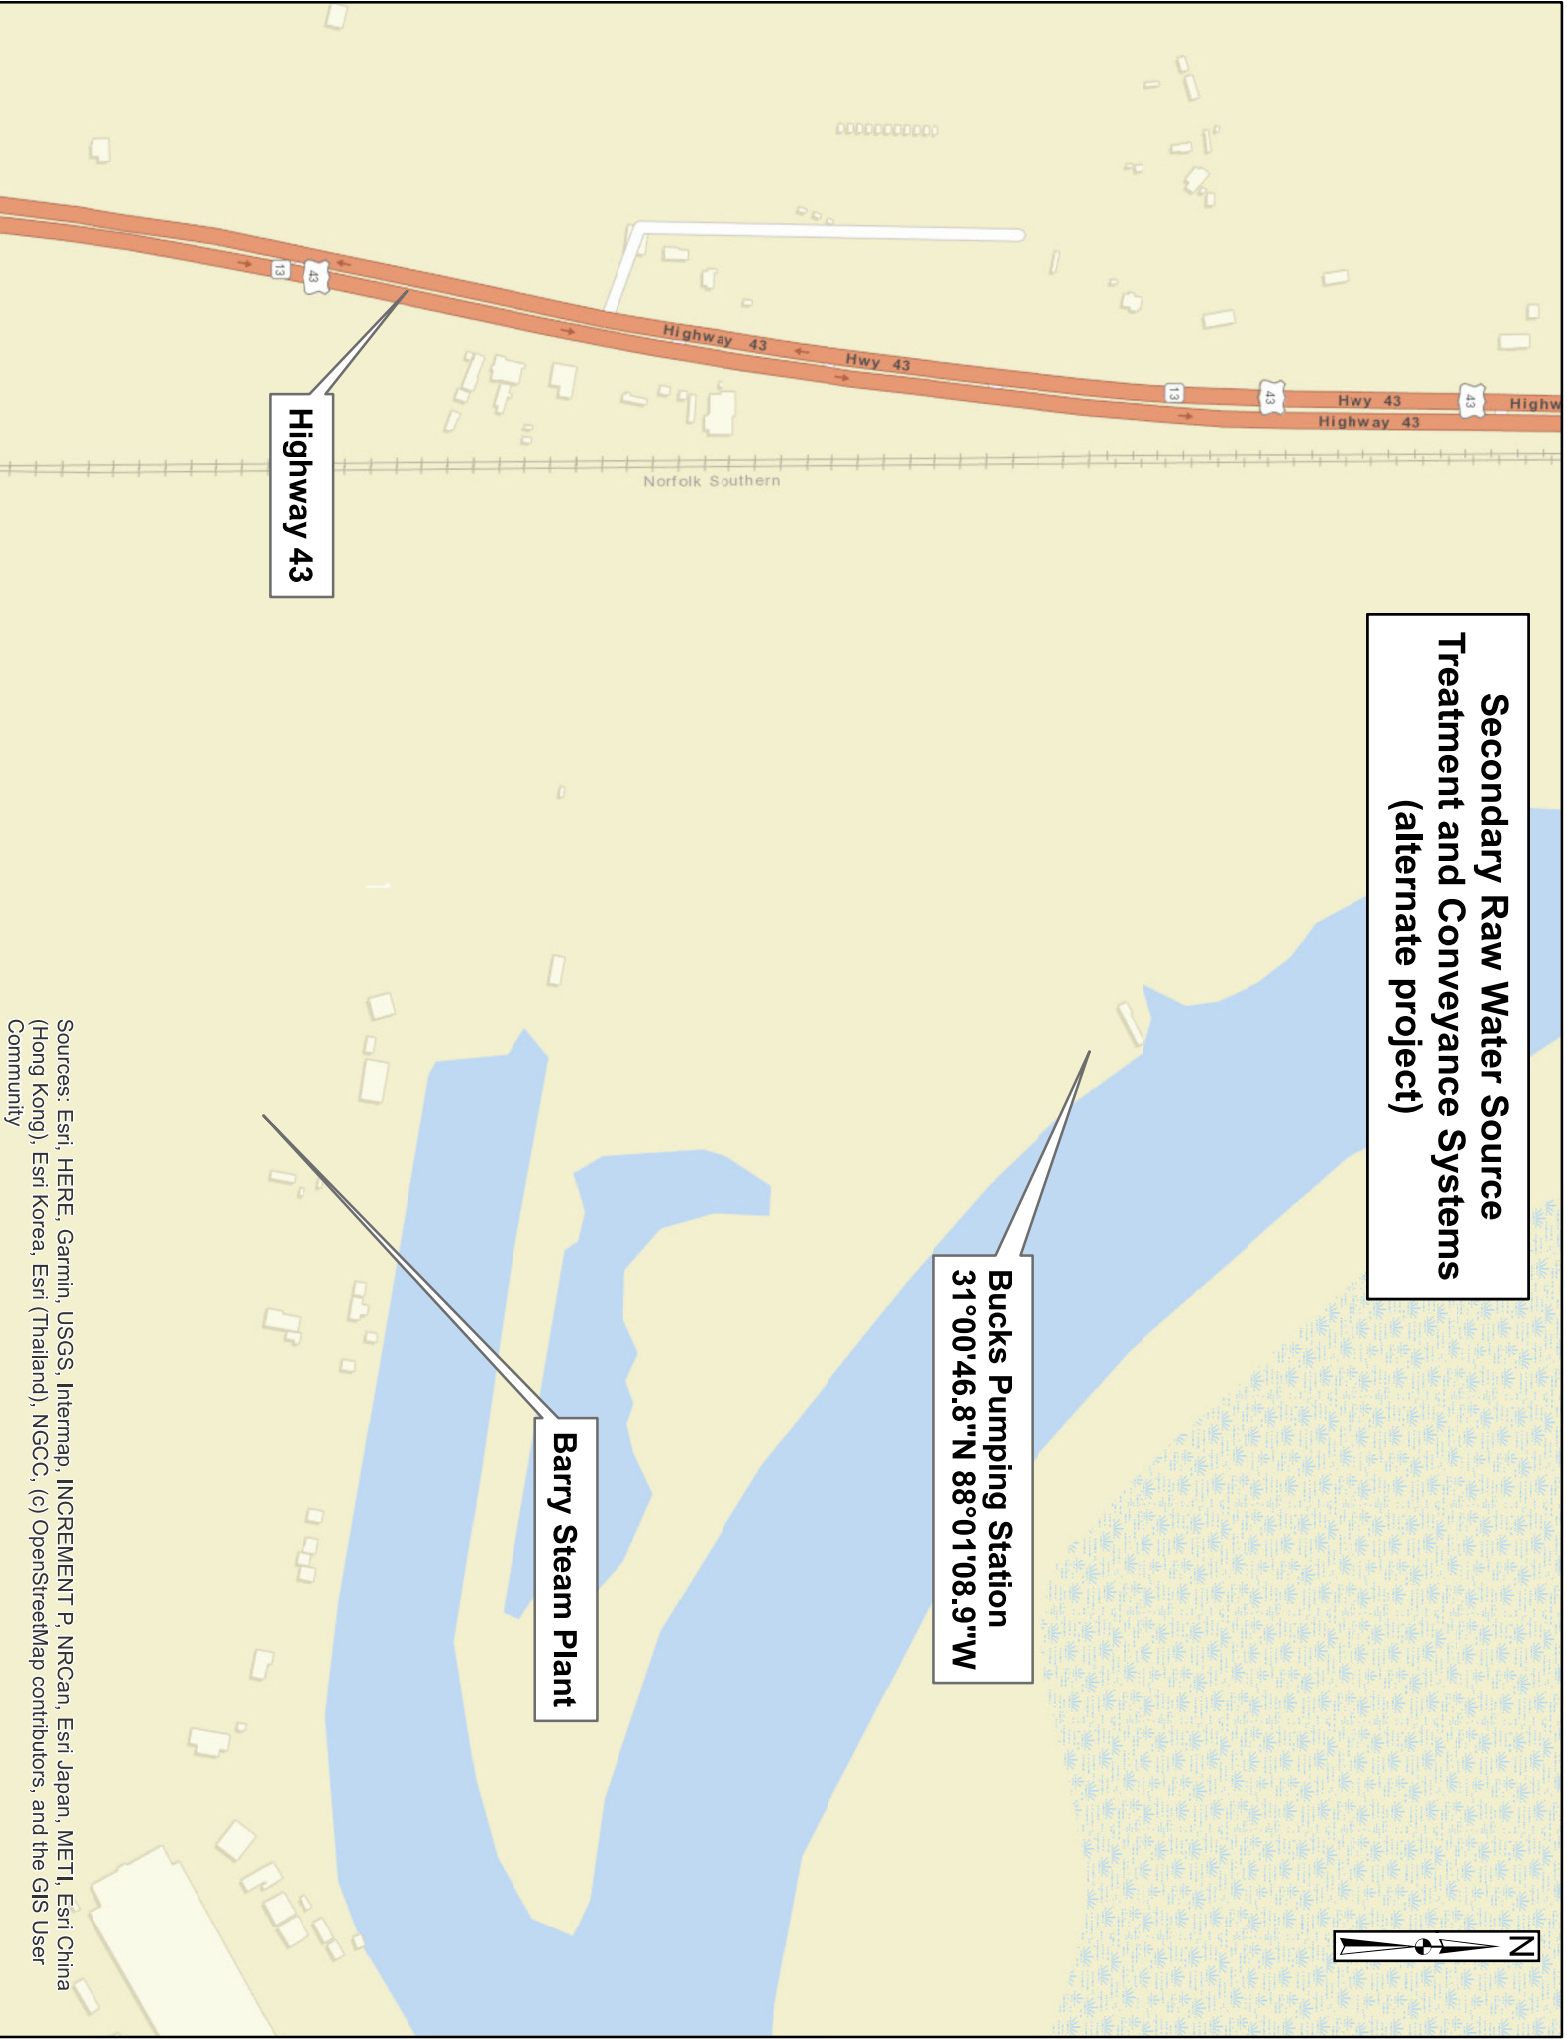 Secondary Raw Water Source
Treatment and Conveyance Systems
(alternate project)
N
Highw
Hwy 43
Highway 43
43
43
13
Hwy 43
Highway 43
Norfolk Southern
43
13
Highway 43
Bucks Pumping Station
31°00'46.8"N 88°01'08.9"W
Barry Steam Plant
Sources: Esri, HERE, Garmin, USGS, Intermap, INCREMENT P, NRCan, Esri Japan, METI, Esri China
(Hong Kong), Esri Korea, Esri (Thailand), NGCC, (c) OpenStreetMap contributors, and the GIS User
Community